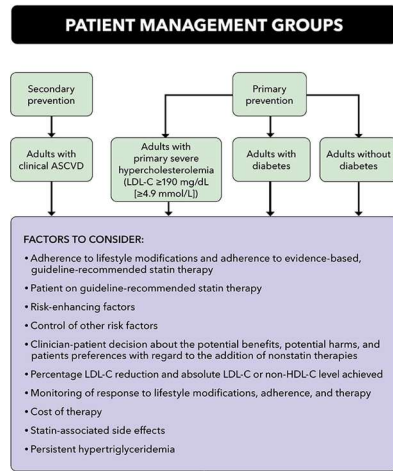 PATIENT MANAGEMENT GROUPS
Secondary
prevention
Primary
prevention
Adults with
clinical ASCVD
Adults with
primary severe
hypercholesterolemia
(LDL-C ≥190 mg/dL
[≥4.9 mmol/L])
Adults with
diabetes
Adults without
diabetes
FACTORS TO CONSIDER:
• Adherence to lifestyle modifications and adherence to evidence-based,
guideline-recommended statin therapy
• Patient on guideline-recommended statin therapy
• Risk-enhancing factors
• Control of other risk factors
• Clinician-patient decision about the potential benefits, potential harms, and
patients preferences with regard to the addition of nonstatin therapies
• Percentage LDL-C reduction and absolute LDL-C or non-HDL-C level achieved
• Monitoring of response to lifestyle modifications, adherence, and therapy
• Cost of therapy
• Statin-associated side effects
• Persistent hypertriglyceridemia